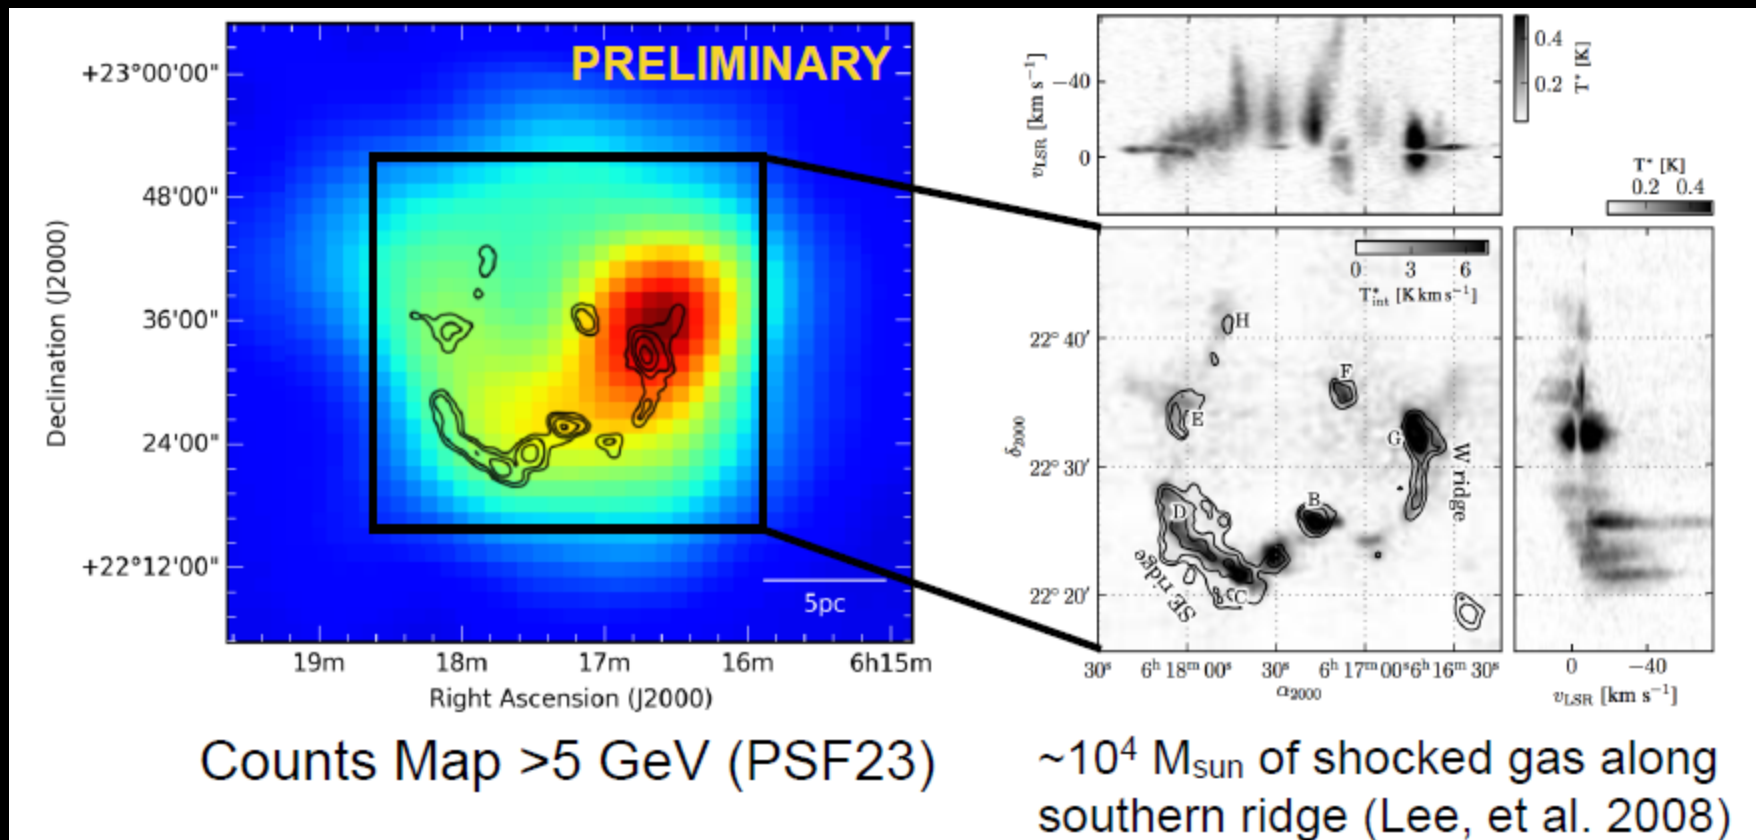 PRELIMINARY
+23°00'00"
48'00"
36'00"
24'00"
+22°12'00"
Declination (J2000)
5pc
19m 18m 17m 16m 6h15m
Right Ascension (J2000)
Counts Map >5 GeV (PSF23)
v_LSR [km s⁻¹]
−40
0
0.4
0.2
T* [K]
T* [K]
0.2 0.4
0 3 6
T*_int [K km s⁻¹]
22° 40′
22° 30′
22° 20′
δ2000
H
F
E
G
W ridge
B
D
SE ridge
C
30ˢ 6ʰ 18ᵐ 00ˢ 30ˢ 6ʰ 17ᵐ 00ˢ 6ʰ 16ᵐ 30ˢ
α2000
0 −40
v_LSR [km s⁻¹]
~10⁴ Msun of shocked gas along
southern ridge (Lee, et al. 2008)